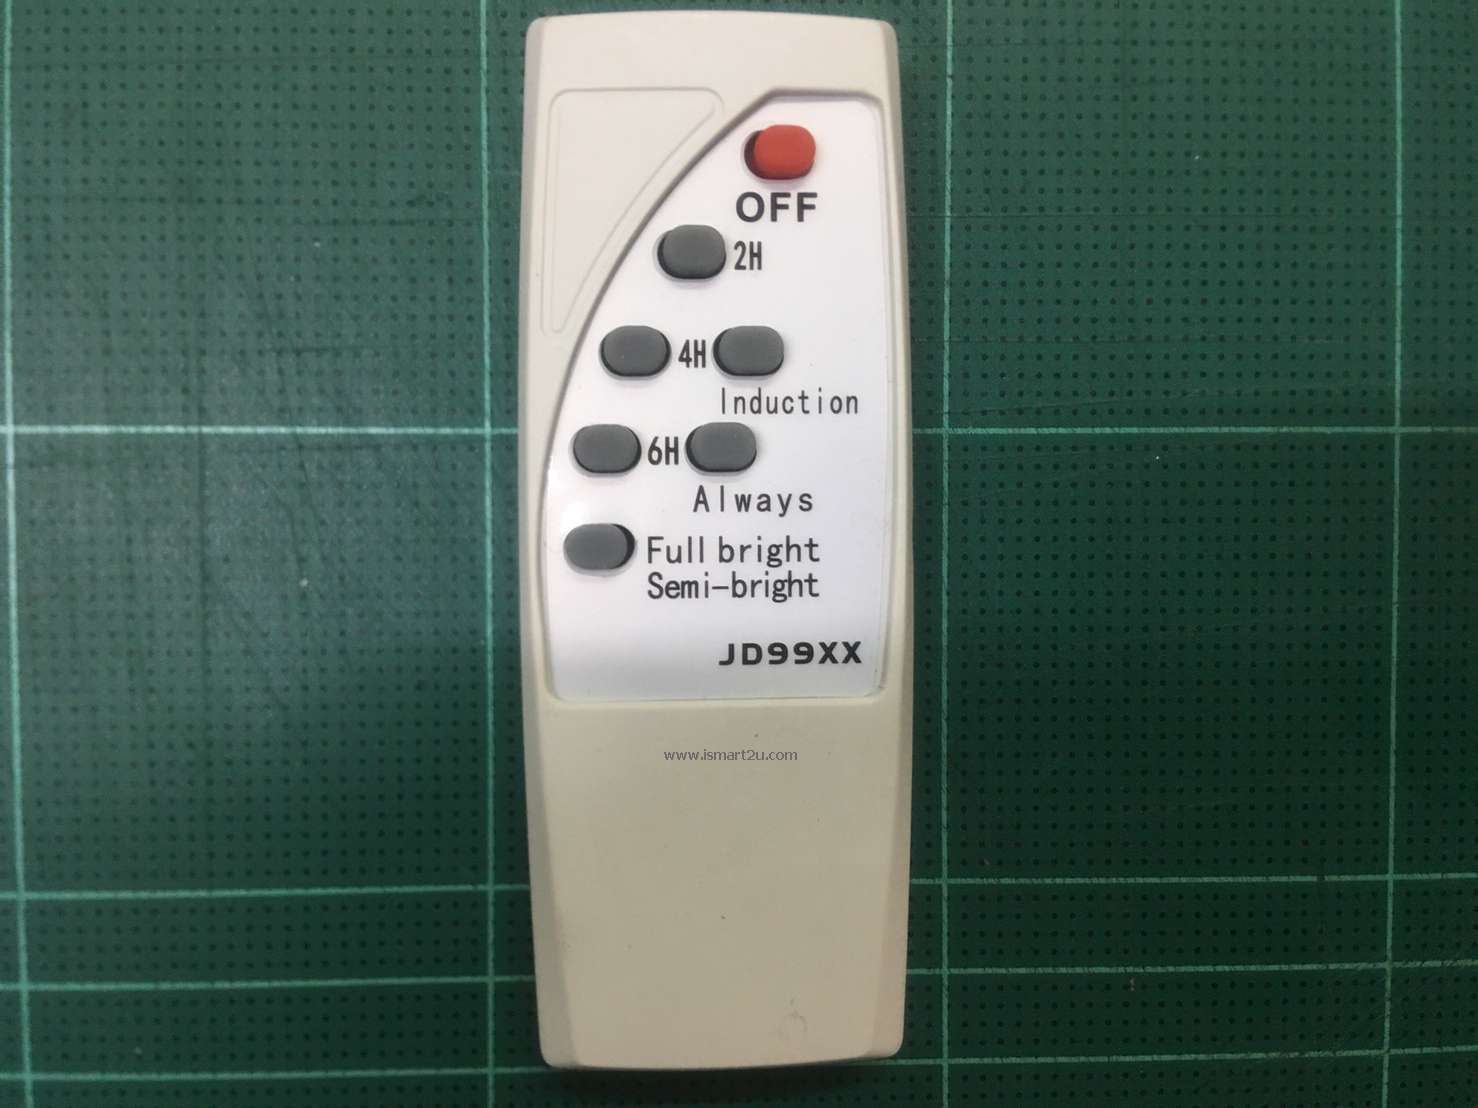 OFF
2H
4H
Induction
6H
Always
Full bright
Semi-bright
JD99XX
www.ismart2u.com